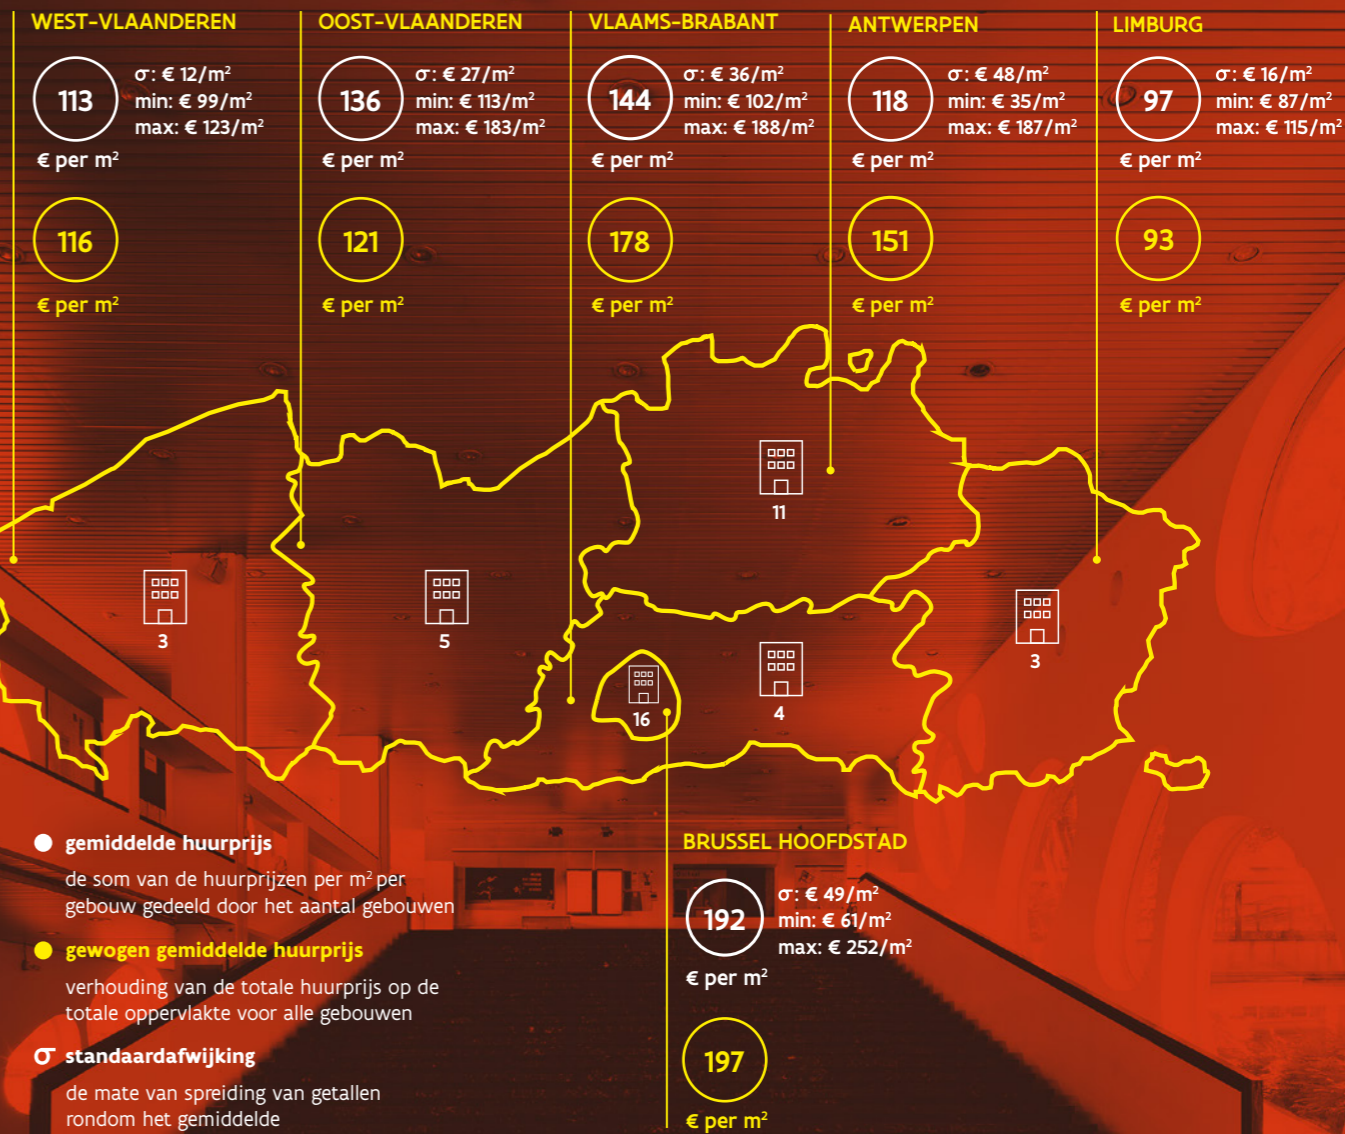 WEST-VLAANDEREN
113
σ: € 12/m²
min: € 99/m²
max: € 123/m²
€ per m²
116
€ per m²
OOST-VLAANDEREN
136
σ: € 27/m²
min: € 113/m²
max: € 183/m²
€ per m²
121
€ per m²
VLAAMS-BRABANT
144
σ: € 36/m²
min: € 102/m²
max: € 188/m²
€ per m²
178
€ per m²
ANTWERPEN
118
σ: € 48/m²
min: € 35/m²
max: € 187/m²
€ per m²
151
€ per m²
LIMBURG
97
σ: € 16/m²
min: € 87/m²
max: € 115/m²
€ per m²
93
€ per m²
11
3
5
3
16
4
gemiddelde huurprijs
de som van de huurprijzen per m² per
gebouw gedeeld door het aantal gebouwen
gewogen gemiddelde huurprijs
verhouding van de totale huurprijs op de
totale oppervlakte voor alle gebouwen
σ standaardafwijking
de mate van spreiding van getallen
rondom het gemiddelde
BRUSSEL HOOFDSTAD
192
σ: € 49/m²
min: € 61/m²
max: € 252/m²
€ per m²
197
€ per m²